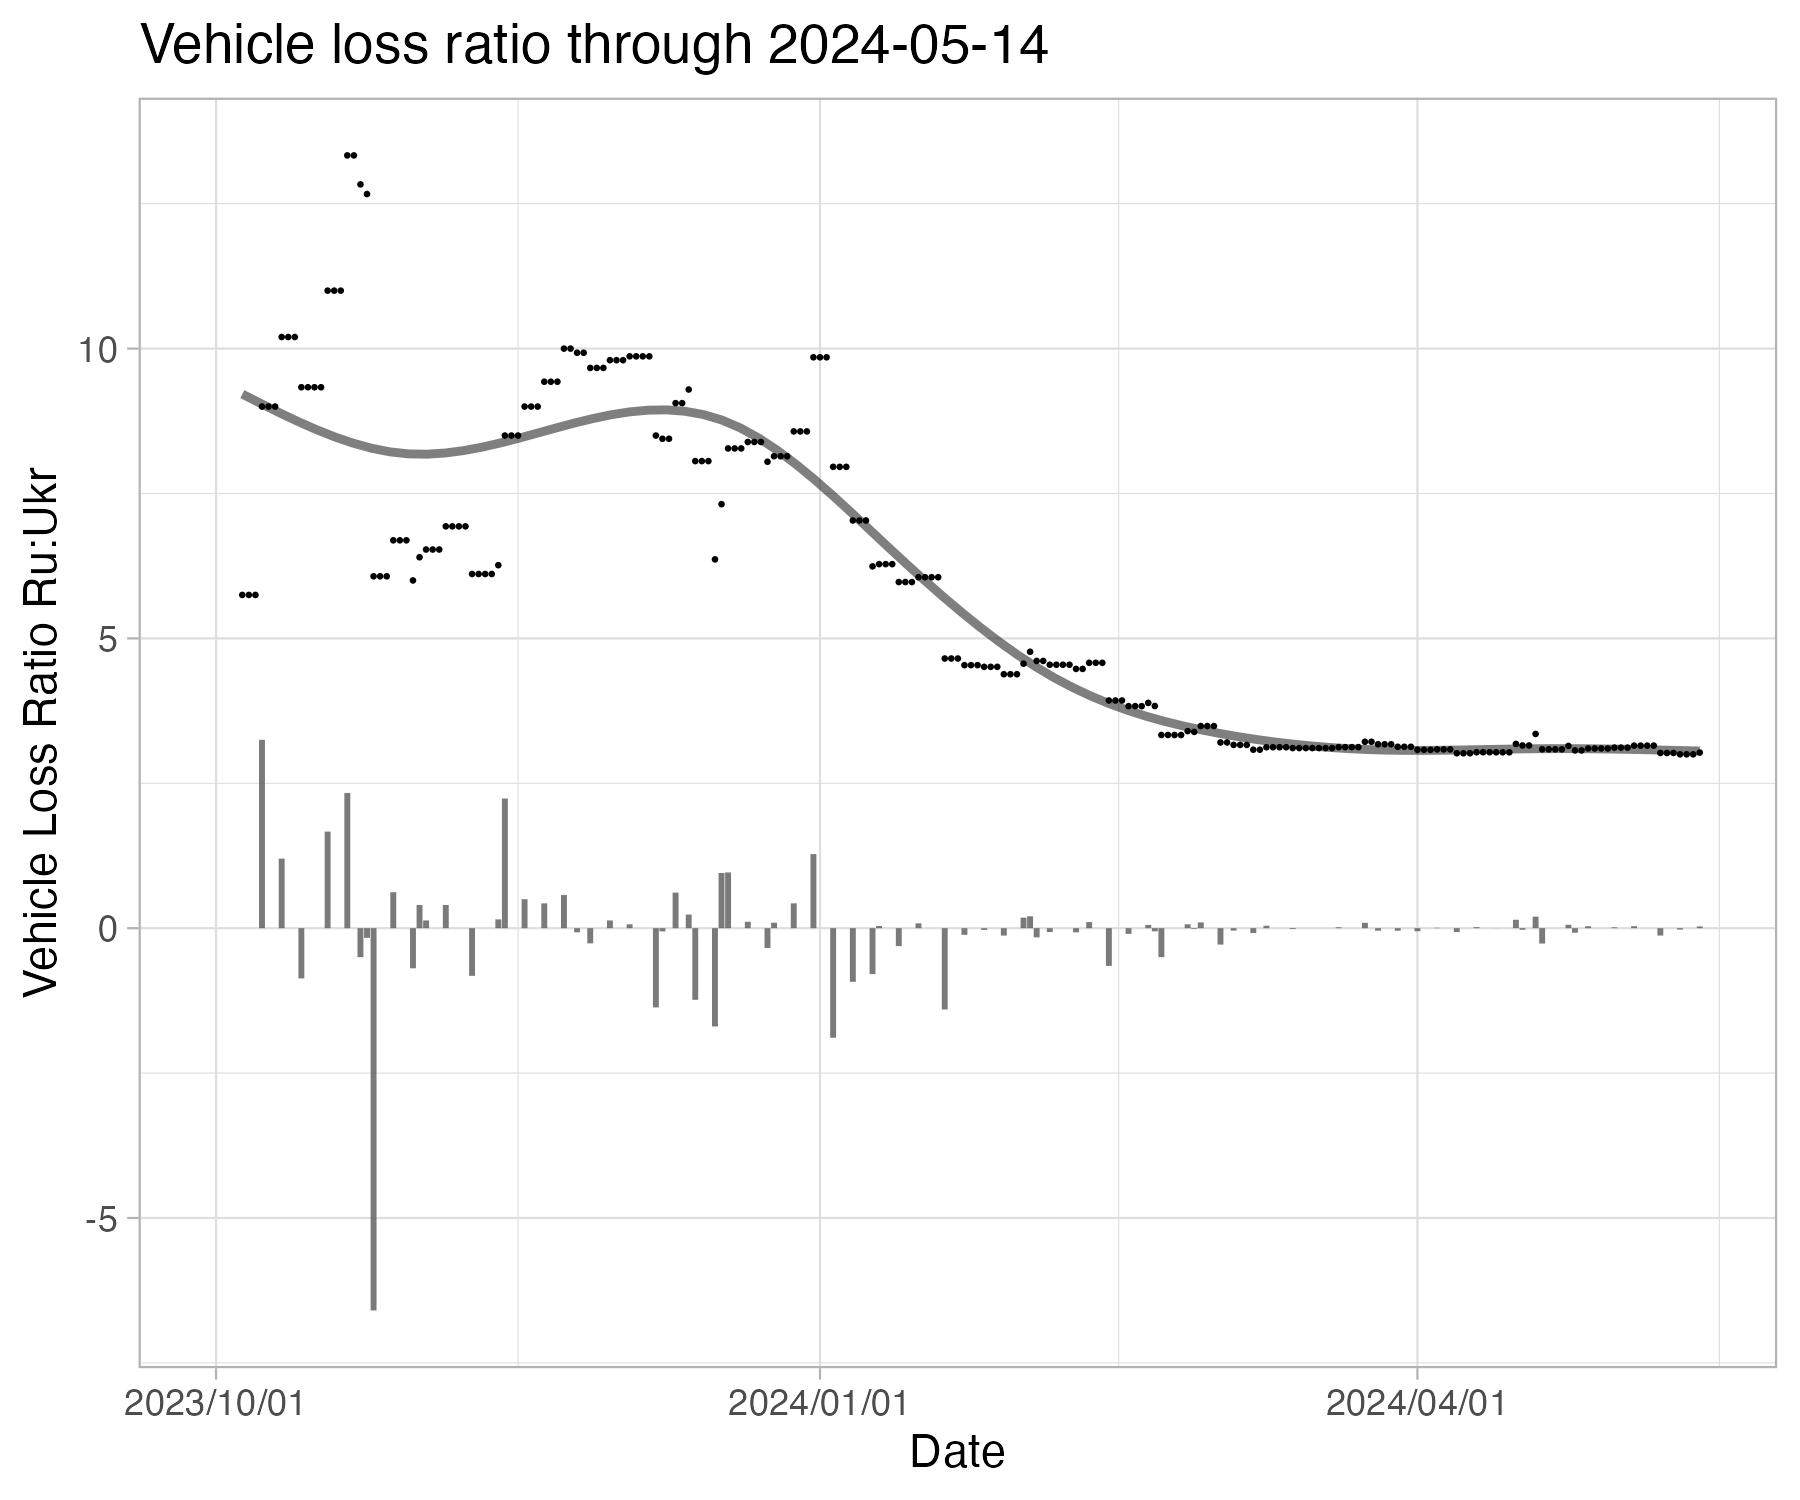 Vehicle loss ratio through 2024-05-14
Vehicle Loss Ratio Ru:Ukr
10
5
0
-5
2023/10/01
2024/01/01
2024/04/01
Date